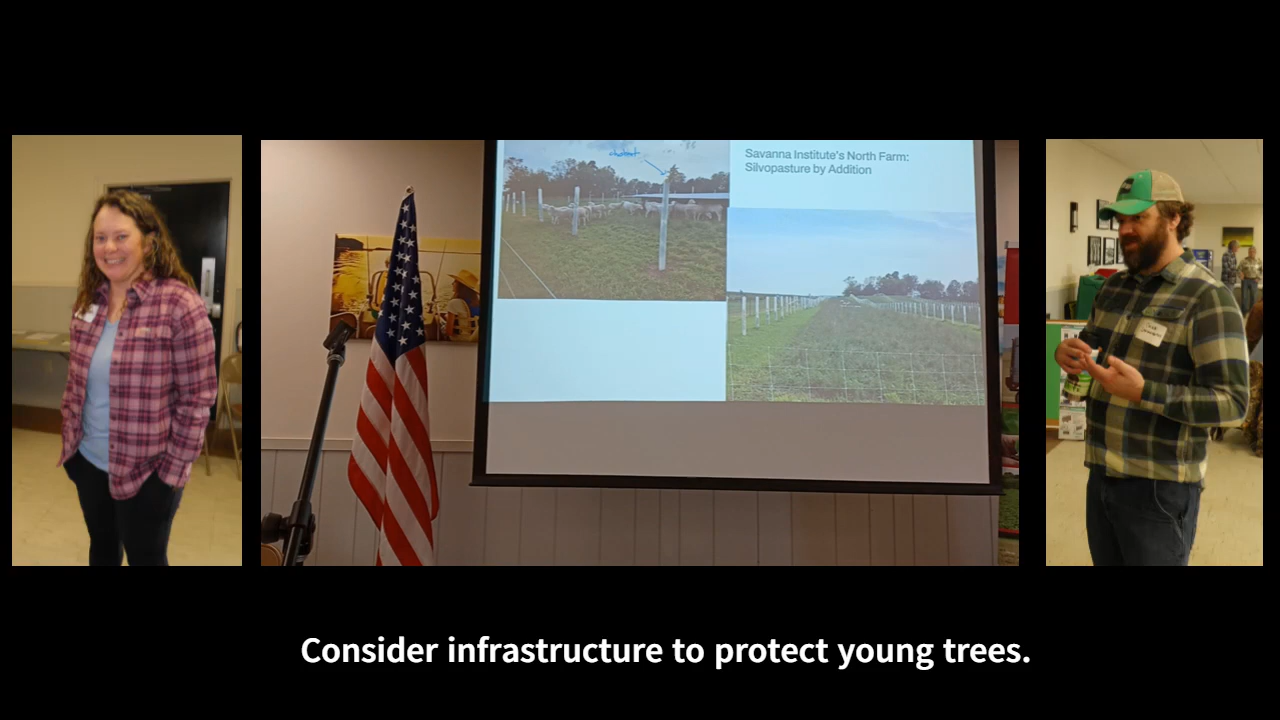 Savanna Institute's North Farm:
Silvopasture by Addition
Consider infrastructure to protect young trees.